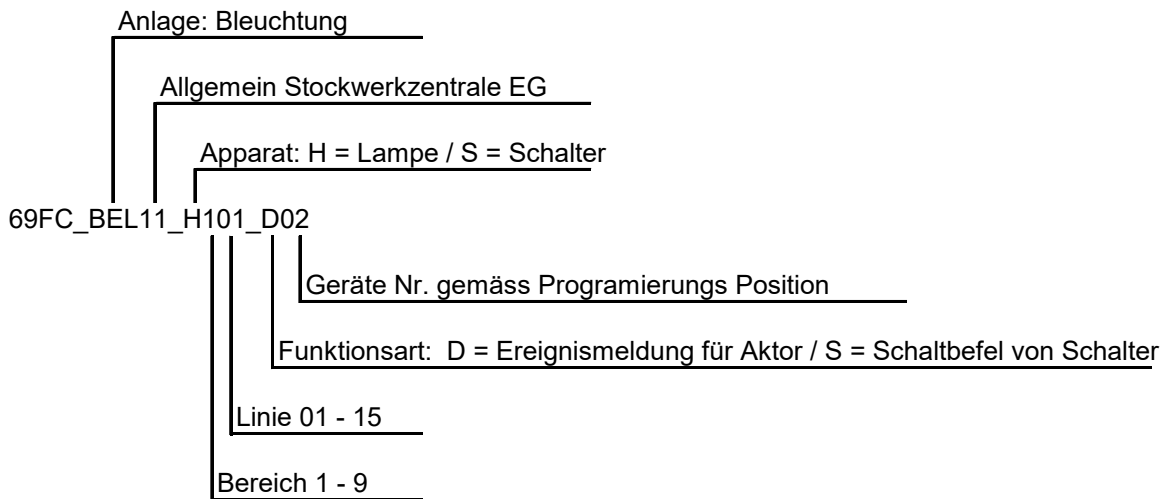 Anlage: Bleuchtung
Allgemein Stockwerkzentrale EG
Apparat: H = Lampe / S = Schalter
69FC_BEL11_H101_D02
Geräte Nr. gemäss Programierungs Position
Funktionsart: D = Ereignismeldung für Aktor / S = Schaltbefel von Schalter
Linie 01 - 15
Bereich 1 - 9